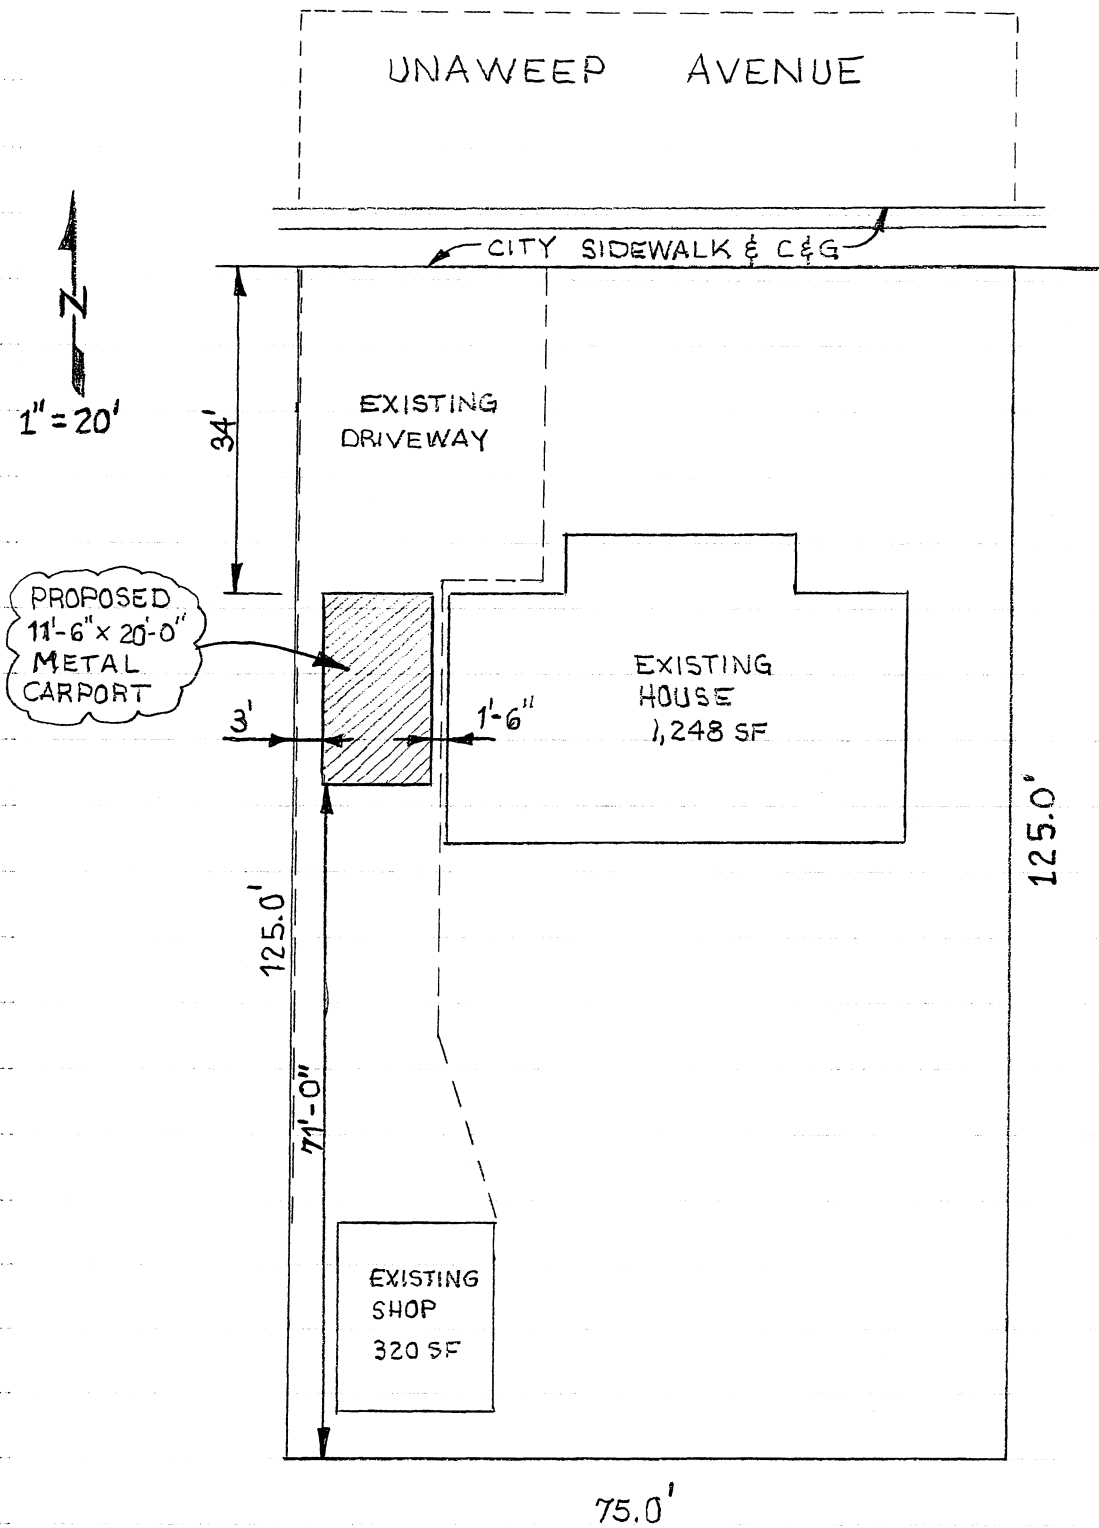 UNAWEEP AVENUE
CITY SIDEWALK & C&G
N
1" = 20'
34'
EXISTING
DRIVEWAY
PROPOSED
11'-6" x 20'-0"
METAL
CARPORT
3'
1'-6"
EXISTING
HOUSE
1,248 SF
125.0'
125.0'
71'-0"
EXISTING
SHOP
320 SF
75.0'